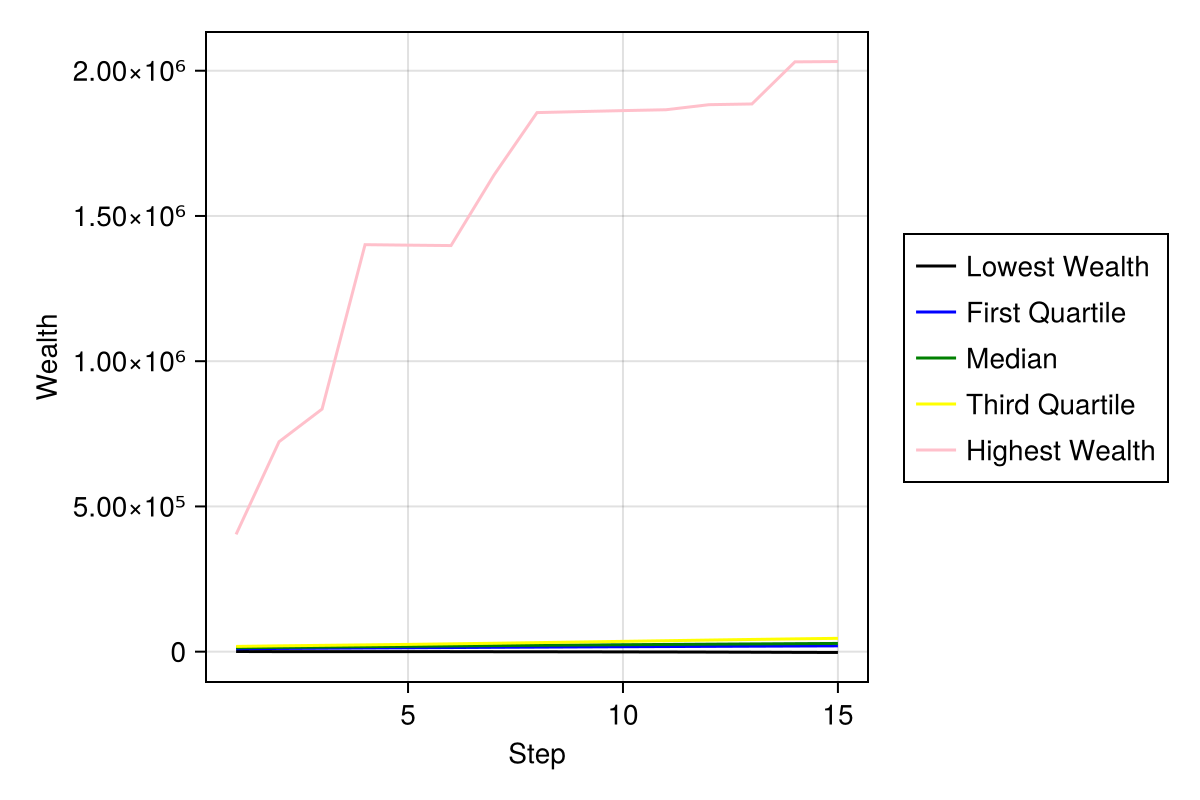 2.00×10⁶
1.50×10⁶
1.00×10⁶
5.00×10⁵
0
Wealth
5 10 15
Step
Lowest Wealth
First Quartile
Median
Third Quartile
Highest Wealth